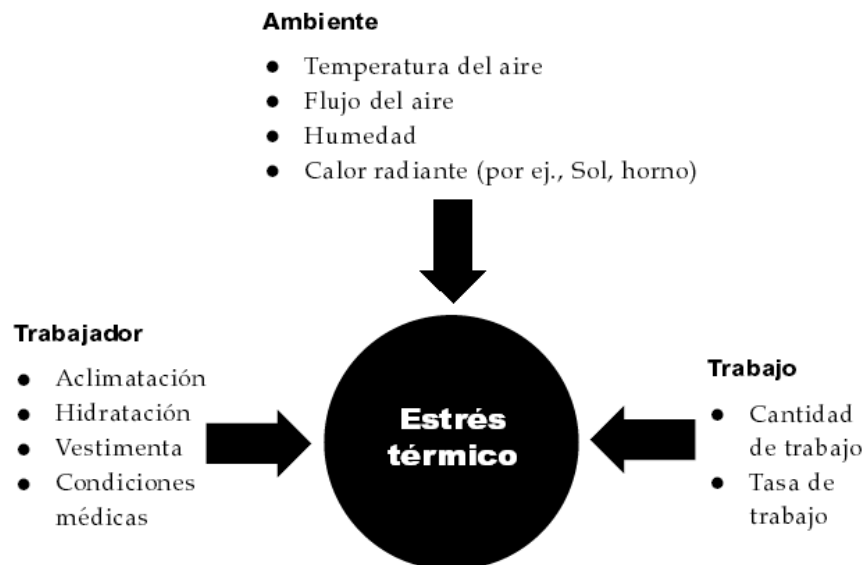 Ambiente
● Temperatura del aire
● Flujo del aire
● Humedad
● Calor radiante (por ej., Sol, horno)
Trabajador
● Aclimatación
● Hidratación
● Vestimenta
● Condiciones
médicas
Estrés
térmico
Trabajo
● Cantidad
de trabajo
● Tasa de
trabajo